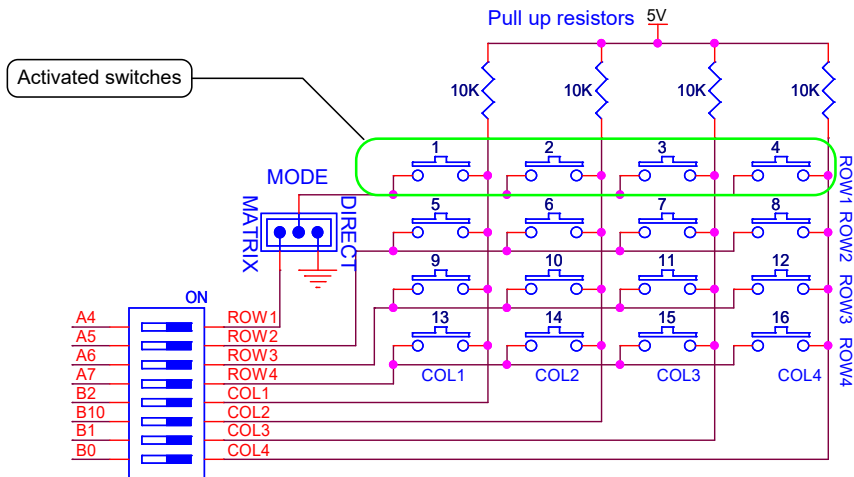 Pull up resistors 5V
Activated switches
10K 10K 10K 10K
1 2 3 4
MODE
MATRIX
DIRECT
ROW1
5 6 7 8
ROW2
9 10 11 12
ROW3
13 14 15 16
ROW4
COL1 COL2 COL3 COL4
ON
A4 ROW1
A5 ROW2
A6 ROW3
A7 ROW4
B2 COL1
B10 COL2
B1 COL3
B0 COL4